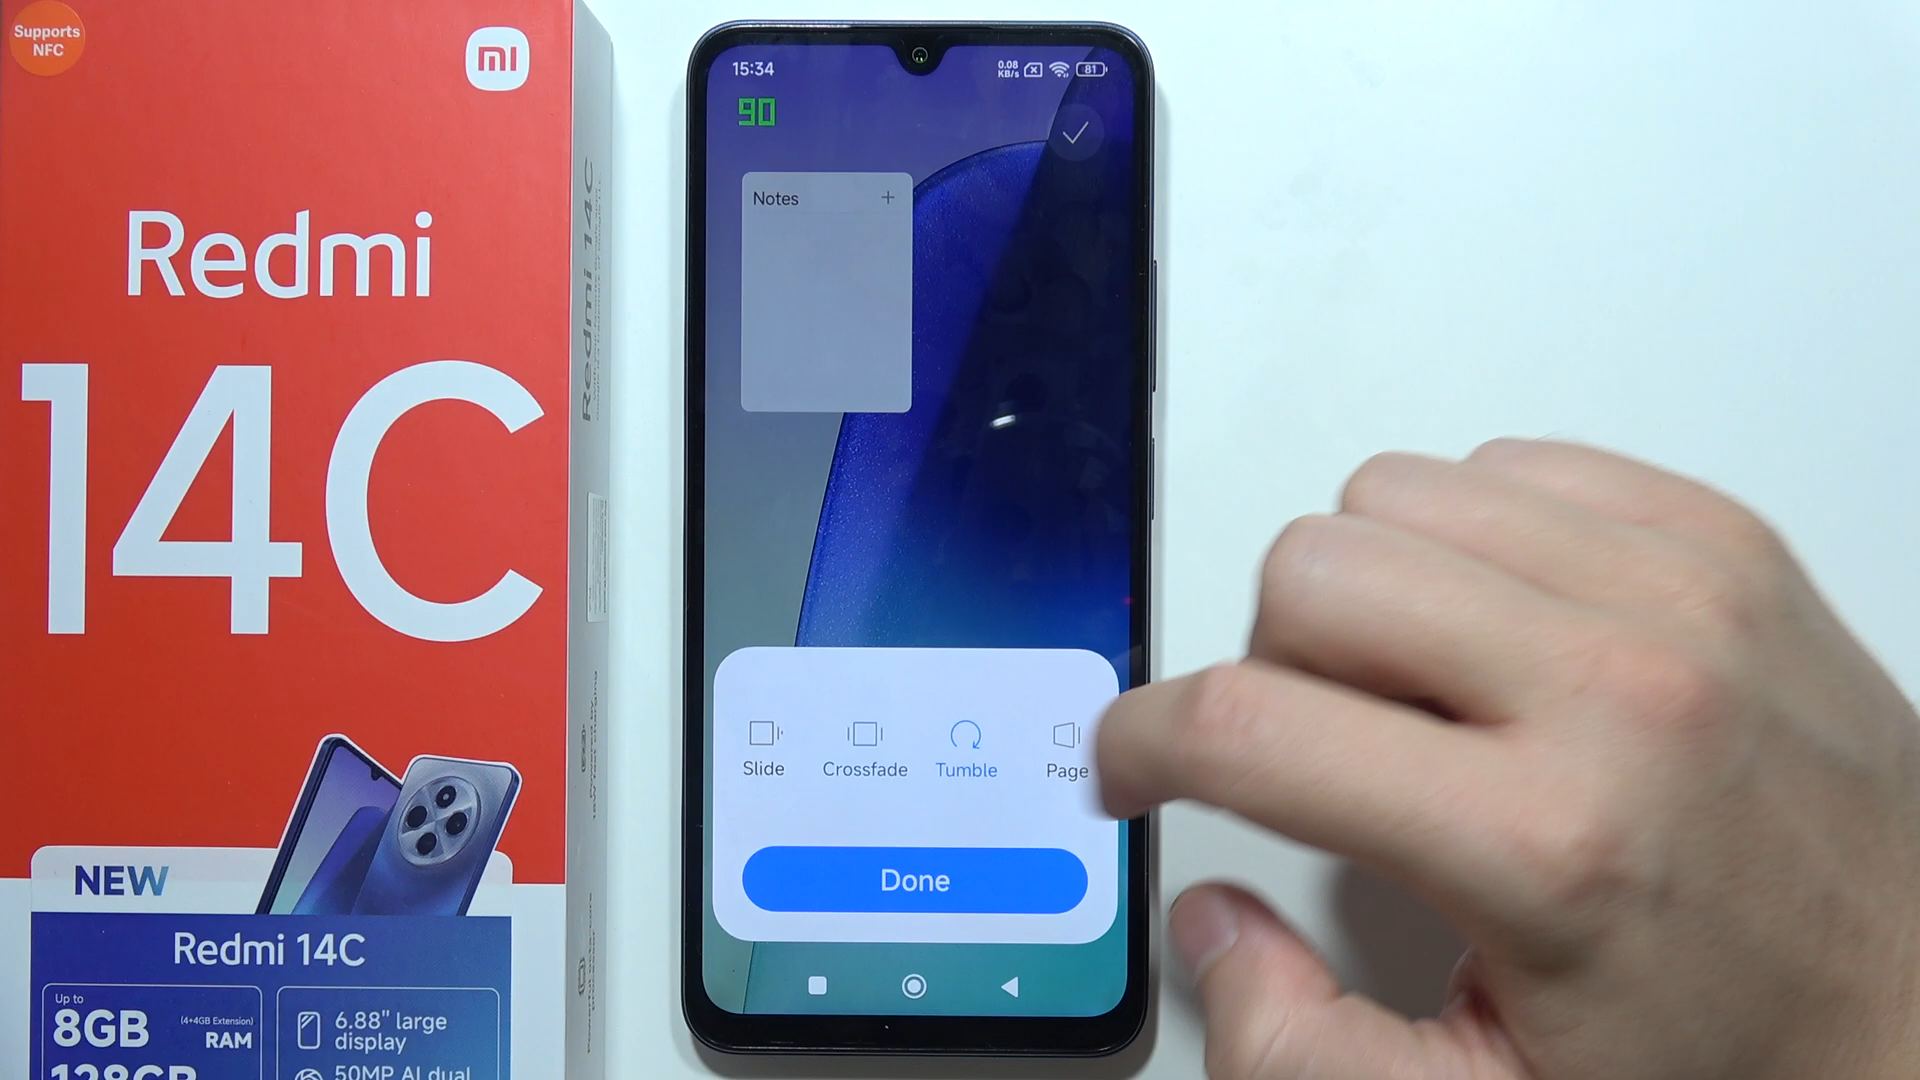 Supports
NFC
mi
Redmi
14C
NEW
Redmi 14C
Up to
8GB
(4+4GB Extension)
RAM
128GB
6.88" large
display
50MP AI dual
Redmi 14C
15:34
0.08
KB/s
81
90
Notes +
Slide
Crossfade
Tumble
Page
Done